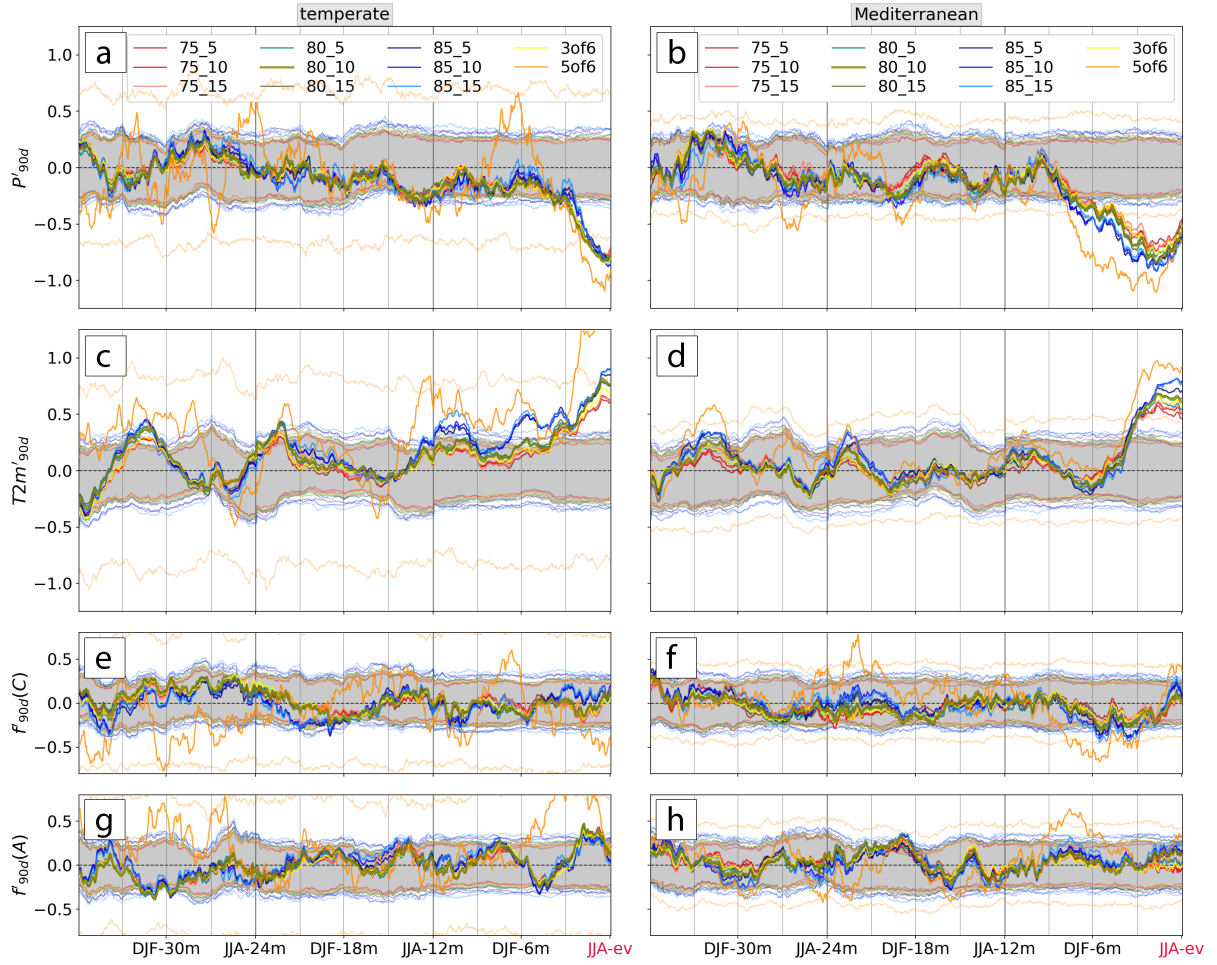 temperate
Mediterranean
a
75_5 80_5 85_5 3of6
75_10 80_10 85_10 5of6
75_15 80_15 85_15
b
75_5 80_5 85_5 3of6
75_10 80_10 85_10 5of6
75_15 80_15 85_15
1.0
0.5
0.0
−0.5
−1.0
P'90d
c
d
1.0
0.5
0.0
−0.5
−1.0
T2m'90d
e
f
0.5
0.0
−0.5
f'90d(C)
g
h
0.5
0.0
−0.5
f'90d(A)
DJF-30m JJA-24m DJF-18m JJA-12m DJF-6m JJA-ev
DJF-30m JJA-24m DJF-18m JJA-12m DJF-6m JJA-ev